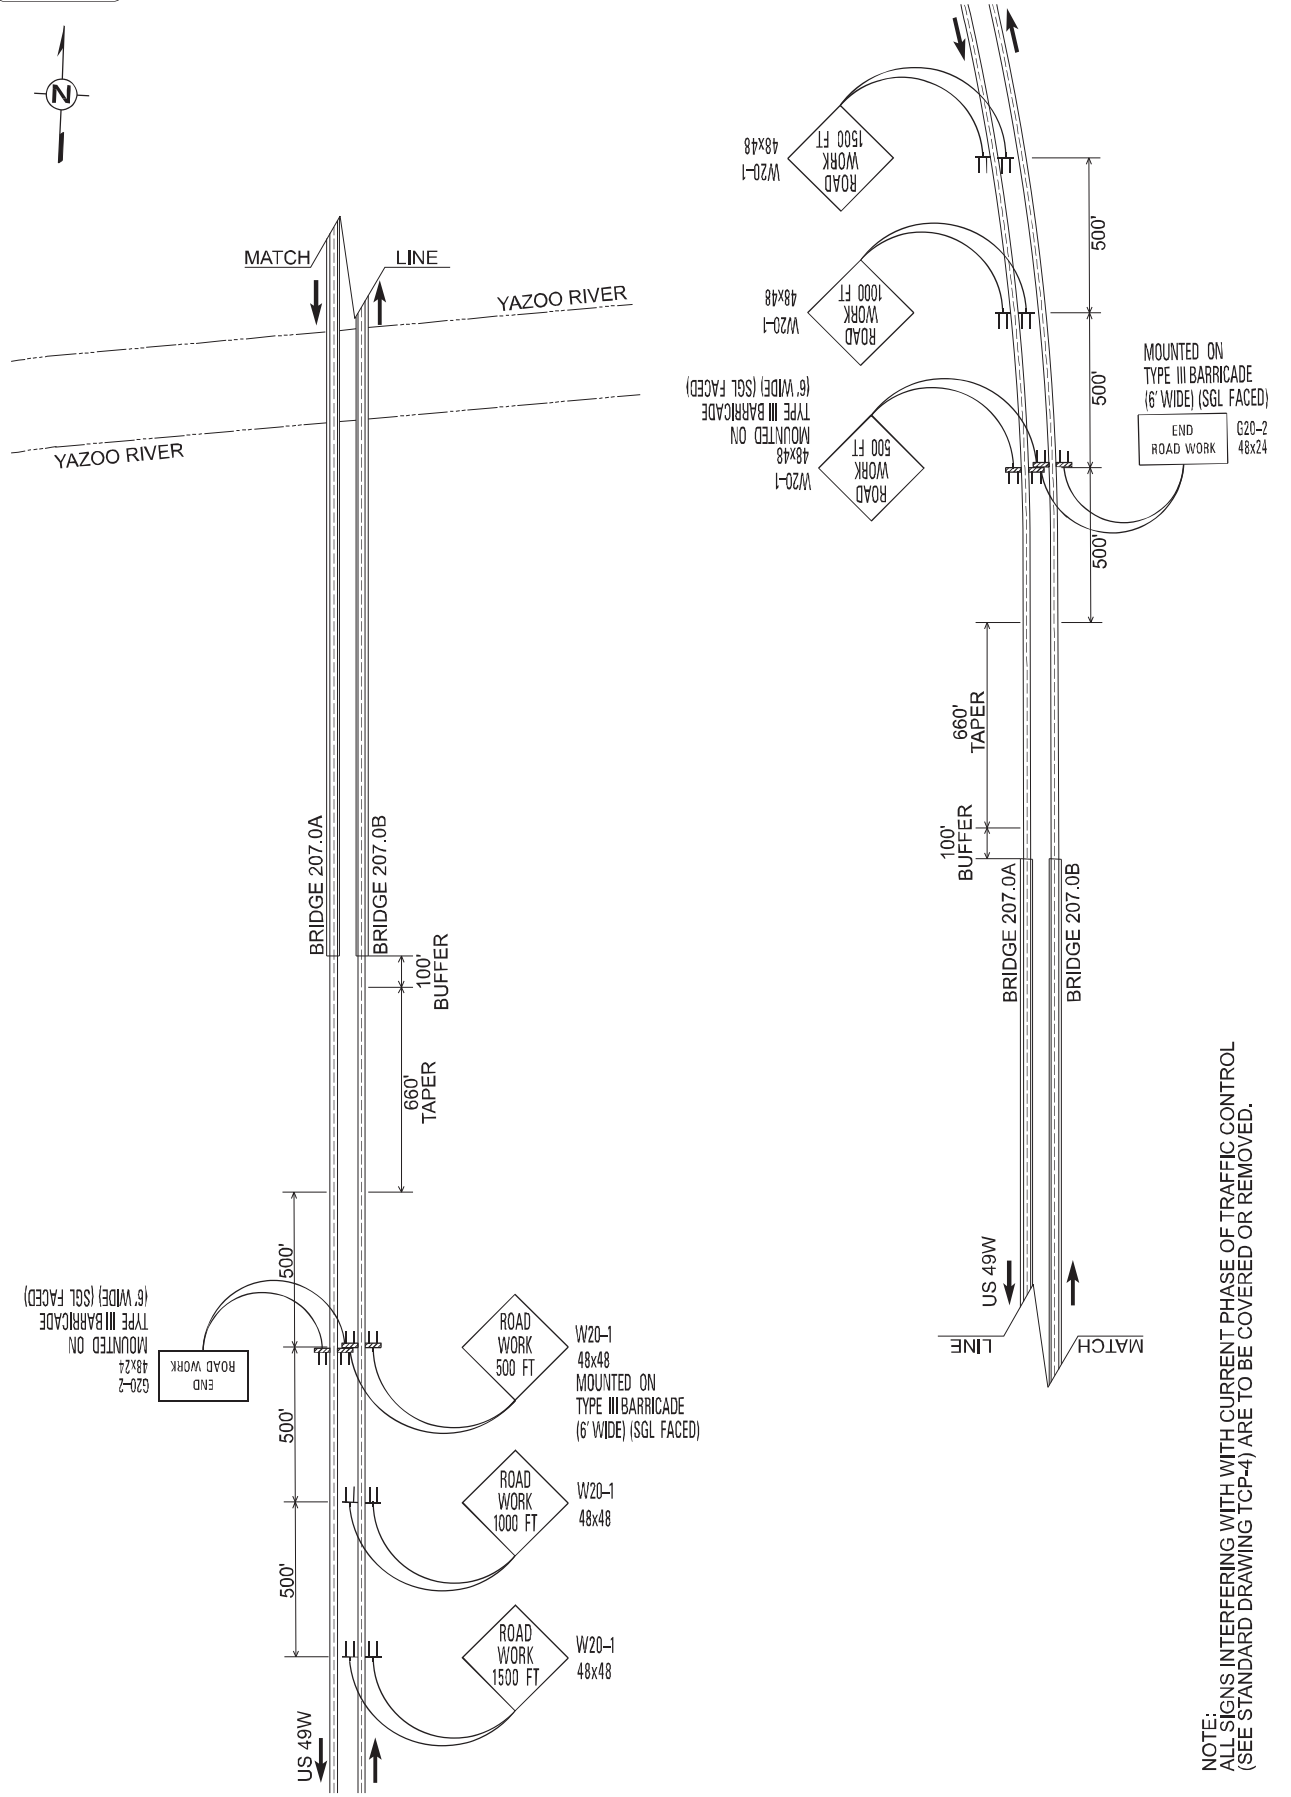 N
MATCH
LINE
YAZOO RIVER
YAZOO RIVER
BRIDGE 207.0A
BRIDGE 207.0B
100'
BUFFER
660'
TAPER
500'
500'
500'
(6' WIDE) (SGL FACED)
TYPE III BARRICADE
MOUNTED ON
48x24
G20-2
END
ROAD WORK
ROAD
WORK
500 FT
W20-1
48x48
MOUNTED ON
TYPE III BARRICADE
(6' WIDE) (SGL FACED)
ROAD
WORK
1000 FT
W20-1
48x48
ROAD
WORK
1500 FT
W20-1
48x48
US 49W
W20-1
48x48
ROAD
WORK
1500 FT
500'
W20-1
48x48
ROAD
WORK
1000 FT
500'
W20-1
48x48
MOUNTED ON
TYPE III BARRICADE
(6' WIDE) (SGL FACED)
ROAD
WORK
500 FT
MOUNTED ON
TYPE III BARRICADE
(6' WIDE) (SGL FACED)
END
ROAD WORK
G20-2
48x24
500'
660'
TAPER
100'
BUFFER
BRIDGE 207.0A
BRIDGE 207.0B
US 49W
LINE
MATCH
NOTE:
ALL SIGNS INTERFERING WITH WITH CURRENT PHASE OF TRAFFIC CONTROL
(SEE STANDARD DRAWING TCP-4) ARE TO BE COVERED OR REMOVED.